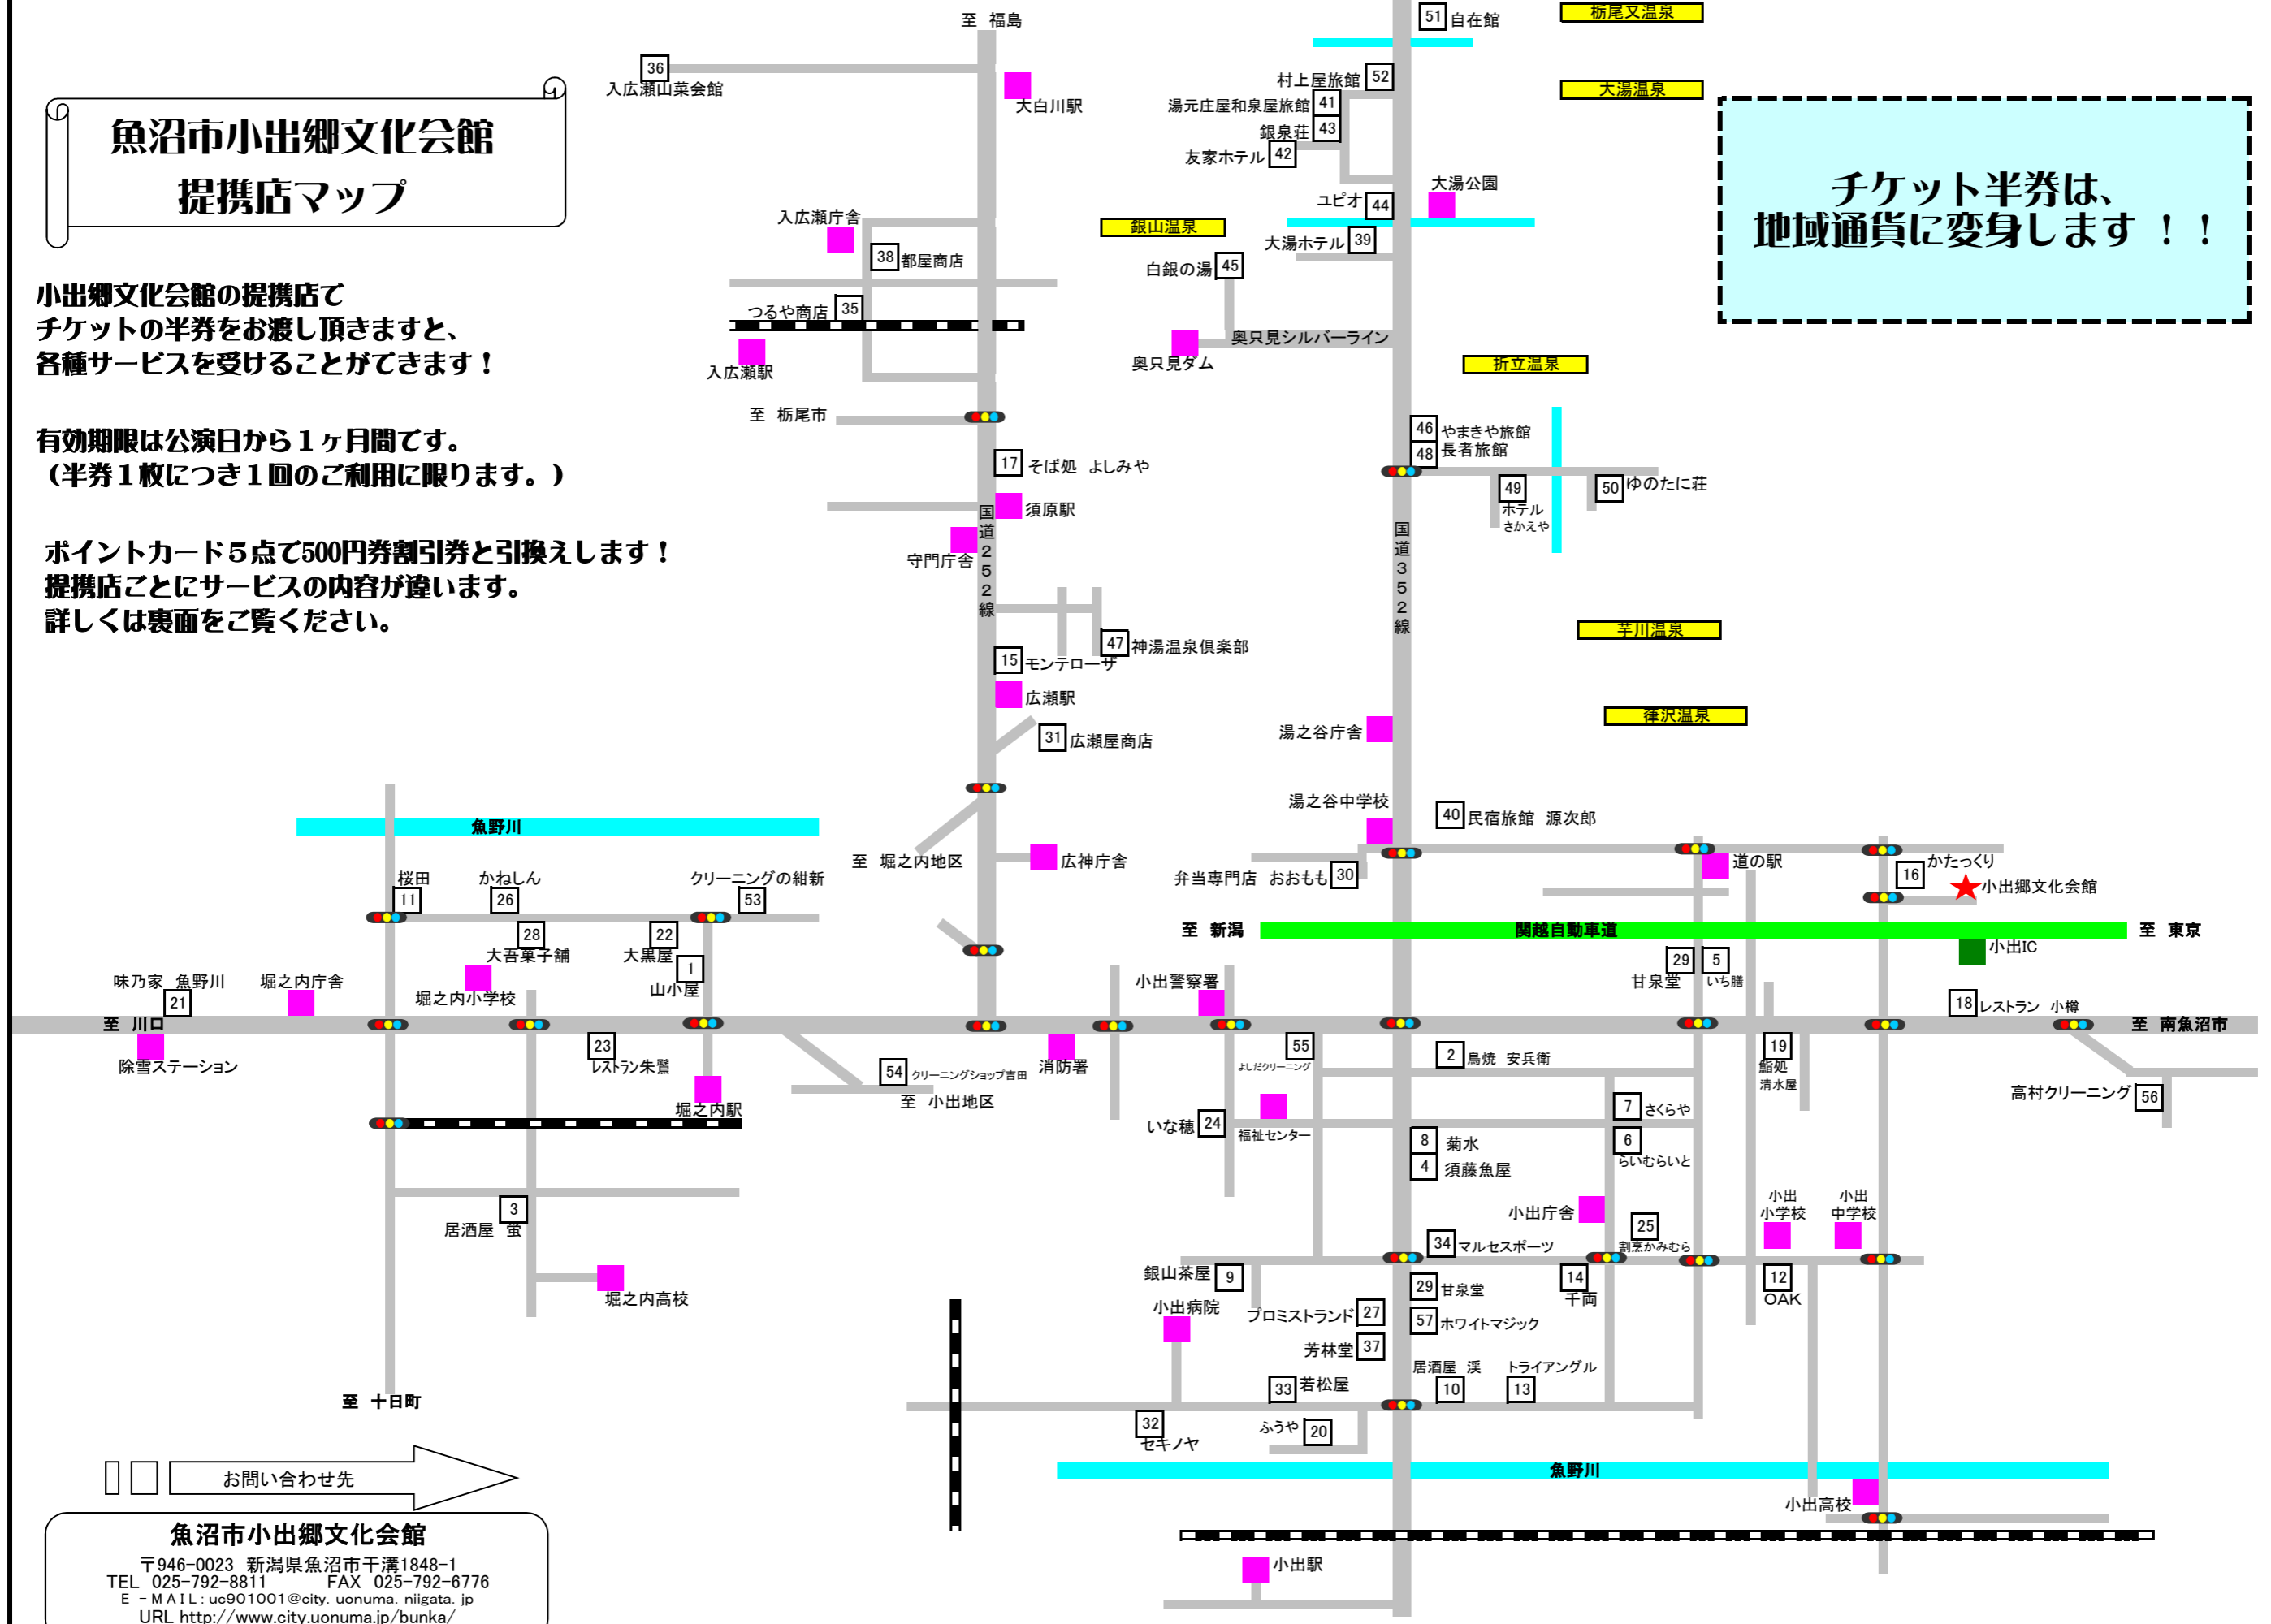 魚沼市小出郷文化会館
提携店マップ
小出郷文化会館の提携店で
チケットの半券をお渡し頂きますと、
各種サービスを受けることができます！
有効期限は公演日から１ヶ月間です。
（半券１枚につき１回のご利用に限ります。）
ポイントカード５点で500円券割引券と引換えします！
提携店ごとにサービスの内容が違います。
詳しくは裏面をご覧ください。
チケット半券は、
地域通貨に変身します ！！
至 福島
36
入広瀬山菜会館
大白川駅
入広瀬庁舎
38 都屋商店
つるや商店 35
入広瀬駅
至 栃尾市
17 そば処 よしみや
須原駅
守門庁舎
国道252線
47 神湯温泉倶楽部
15 モンテローザ
広瀬駅
31 広瀬屋商店
至 堀之内地区
広神庁舎
51 自在館
栃尾又温泉
村上屋旅館 52
大湯温泉
湯元庄屋和泉屋旅館 41
銀泉荘 43
友家ホテル 42
大湯公園
ユピオ 44
銀山温泉
大湯ホテル 39
白銀の湯 45
奥只見シルバーライン
奥只見ダム
折立温泉
46 やまきや旅館
48 長者旅館
49
ホテル
さかえや
50 ゆのたに荘
国道352線
芋川温泉
葎沢温泉
湯之谷庁舎
湯之谷中学校
40 民宿旅館 源次郎
弁当専門店 おおもも 30
道の駅
かたっくり
16
小出郷文化会館
至 新潟
関越自動車道
至 東京
小出IC
29
甘泉堂
5
いち膳
18 レストラン 小樽
魚野川
桜田
11
かねしん
26
クリーニングの紺新
53
28
大吾菓子舗
22
大黒屋
1
山小屋
味乃家 魚野川
21
堀之内庁舎
堀之内小学校
至 川口
除雪ステーション
23
レストラン朱鷺
堀之内駅
54 クリーニングショップ吉田
至 小出地区
消防署
小出警察署
至 南魚沼市
55
よしだクリーニング
2 鳥焼 安兵衛
19
鮨処
清水屋
高村クリーニング 56
いな穂 24
福祉センター
7 さくらや
6
らいむらいと
8 菊水
4 須藤魚屋
3
居酒屋 蛍
堀之内高校
至 十日町
小出庁舎
25
割烹かみむら
小出
小学校
小出
中学校
34 マルセスポーツ
銀山茶屋 9
29 甘泉堂
14
千両
12
OAK
小出病院
プロミストランド 27
57 ホワイトマジック
芳林堂 37
居酒屋 渓
10
トライアングル
13
33 若松屋
32
セキノヤ
ふうや 20
魚野川
小出高校
小出駅
お問い合わせ先
魚沼市小出郷文化会館
〒946-0023 新潟県魚沼市干溝1848-1
TEL 025-792-8811 FAX 025-792-6776
E-MAIL:uc901001@city.uonuma.niigata.jp
URL http://www.city.uonuma.jp/bunka/